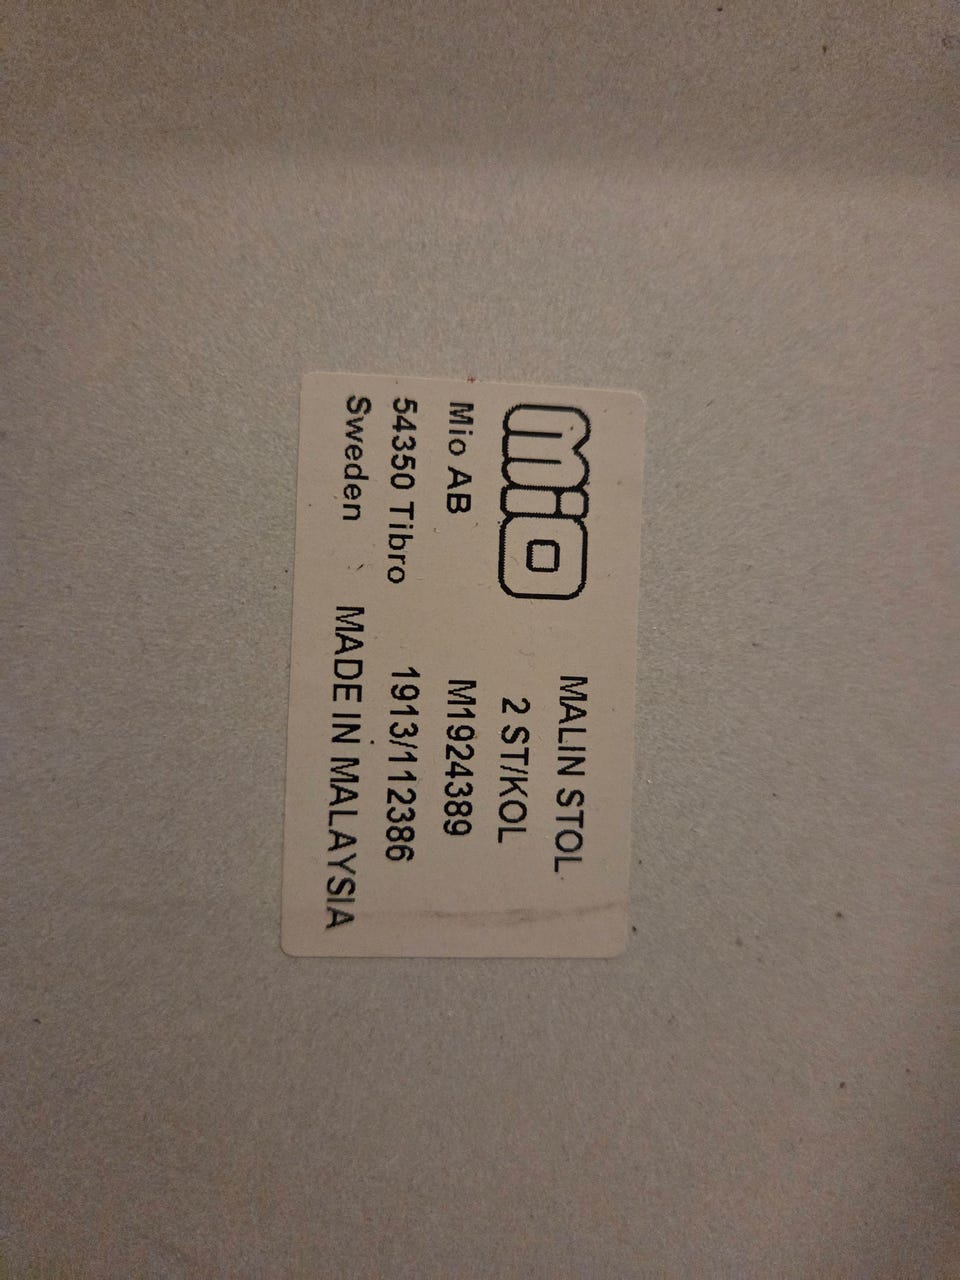 mio
MALIN STOL
2 ST/KOL
Mio AB
M1924389
54350 Tibro
1913/112386
Sweden
MADE IN MALAYSIA